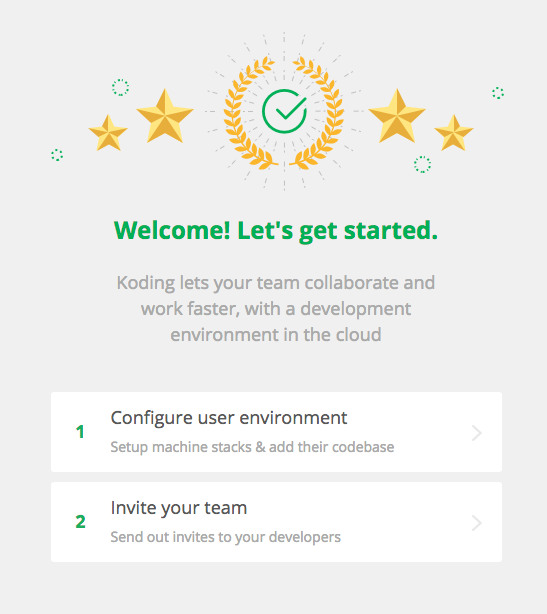 Welcome! Let's get started.
Koding lets your team collaborate and
work faster, with a development
environment in the cloud
1
Configure user environment
Setup machine stacks & add their codebase
2
Invite your team
Send out invites to your developers